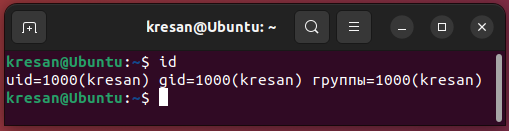 kresan@Ubuntu: ~
kresan@Ubuntu:~$ id
uid=1000(kresan) gid=1000(kresan) группы=1000(kresan)
kresan@Ubuntu:~$